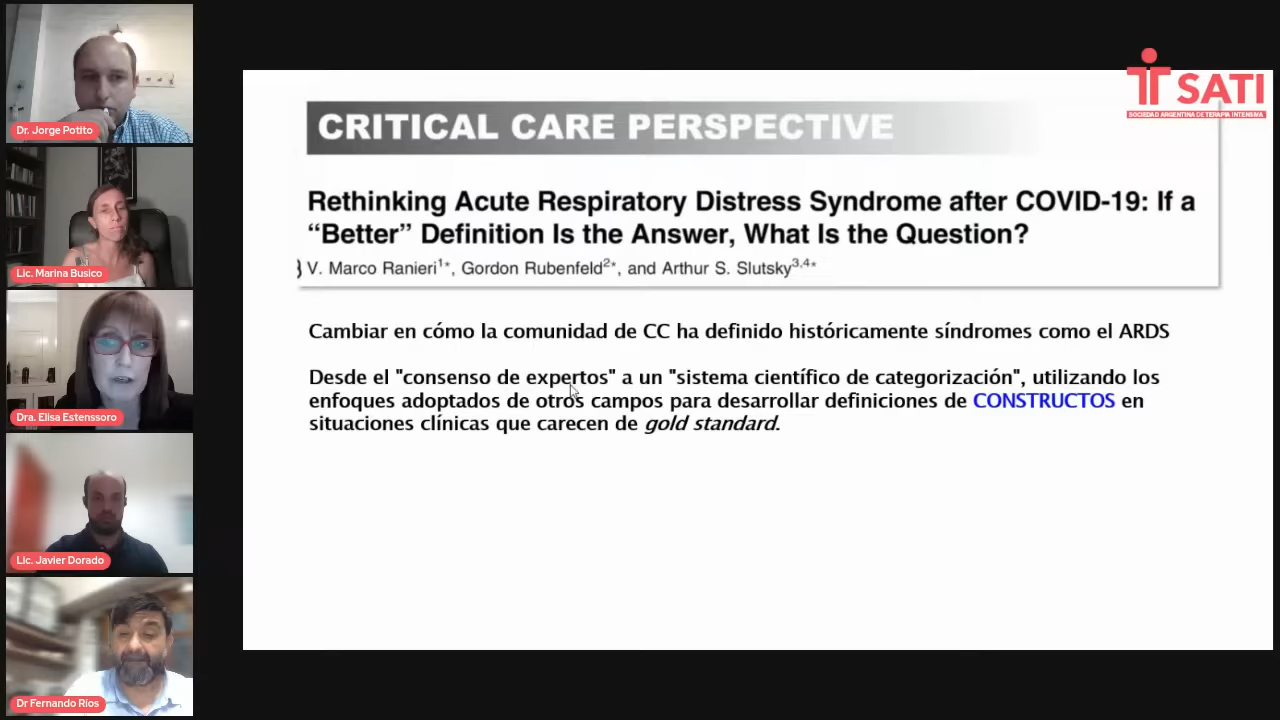 Dr. Jorge Potito
Lic. Marina Busico
Dra. Elisa Estenssoro
Lic. Javier Dorado
Dr Fernando Ríos
SATI
SOCIEDAD ARGENTINA DE TERAPIA INTENSIVA
CRITICAL CARE PERSPECTIVE
Rethinking Acute Respiratory Distress Syndrome after COVID-19: If a
“Better” Definition Is the Answer, What Is the Question?
V. Marco Ranieri1*, Gordon Rubenfeld2*, and Arthur S. Slutsky3,4*
Cambiar en cómo la comunidad de CC ha definido históricamente síndromes como el ARDS
Desde el "consenso de expertos" a un "sistema científico de categorización", utilizando los
enfoques adoptados de otros campos para desarrollar definiciones de CONSTRUCTOS en
situaciones clínicas que carecen de gold standard.